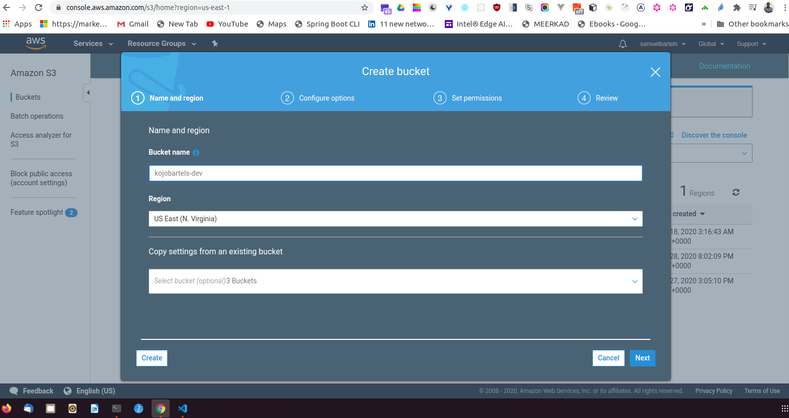 console.aws.amazon.com/s3/home?region=us-east-1
Apps https://marke... Gmail New Tab YouTube Maps Spring Boot CLI 11 new netwo... Intel® Edge AI... MEERKAD Ebooks - Goog... » Other bookmarks
aws Services Resource Groups samuelbartels Global Support
Amazon S3
Documentation
Create bucket
1 Name and region 2 Configure options 3 Set permissions 4 Review
Buckets
Batch operations
Access analyzer for
S3
Block public access
(account settings)
Feature spotlight 2
Name and region
Bucket name
kojobartels-dev
Region
US East (N. Virginia)
Copy settings from an existing bucket
Select bucket (optional)3 Buckets
Create Cancel Next
Discover the console
1 Regions
created
18, 2020 3:16:43 AM
+0000
28, 2020 8:02:09 PM
+0000
27, 2020 3:05:10 PM
+0000
Feedback English (US) © 2008 - 2020, Amazon Web Services, Inc. or its affiliates. All rights reserved. Privacy Policy Terms of Use